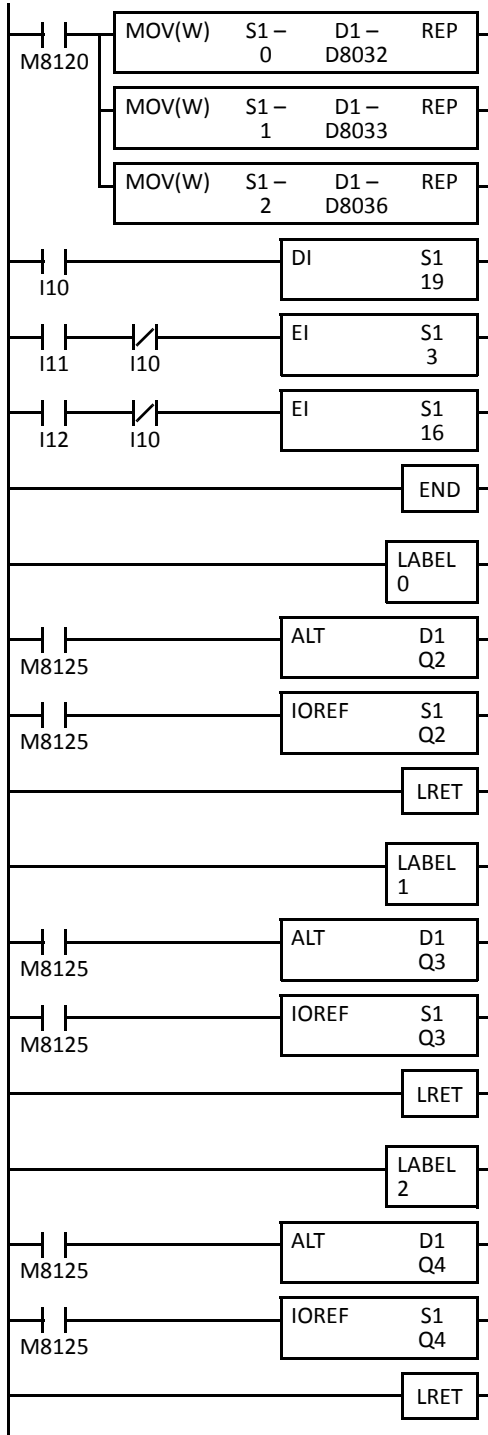 MOV(W) S1 – D1 – REP
M8120 0 D8032
MOV(W) S1 – D1 – REP
1 D8033
MOV(W) S1 – D1 – REP
2 D8036
DI S1
I10 19
EI S1
I11 I10 3
EI S1
I12 I10 16
END
LABEL
0
ALT D1
M8125 Q2
IOREF S1
M8125 Q2
LRET
LABEL
1
ALT D1
M8125 Q3
IOREF S1
M8125 Q3
LRET
LABEL
2
ALT D1
M8125 Q4
IOREF S1
M8125 Q4
LRET